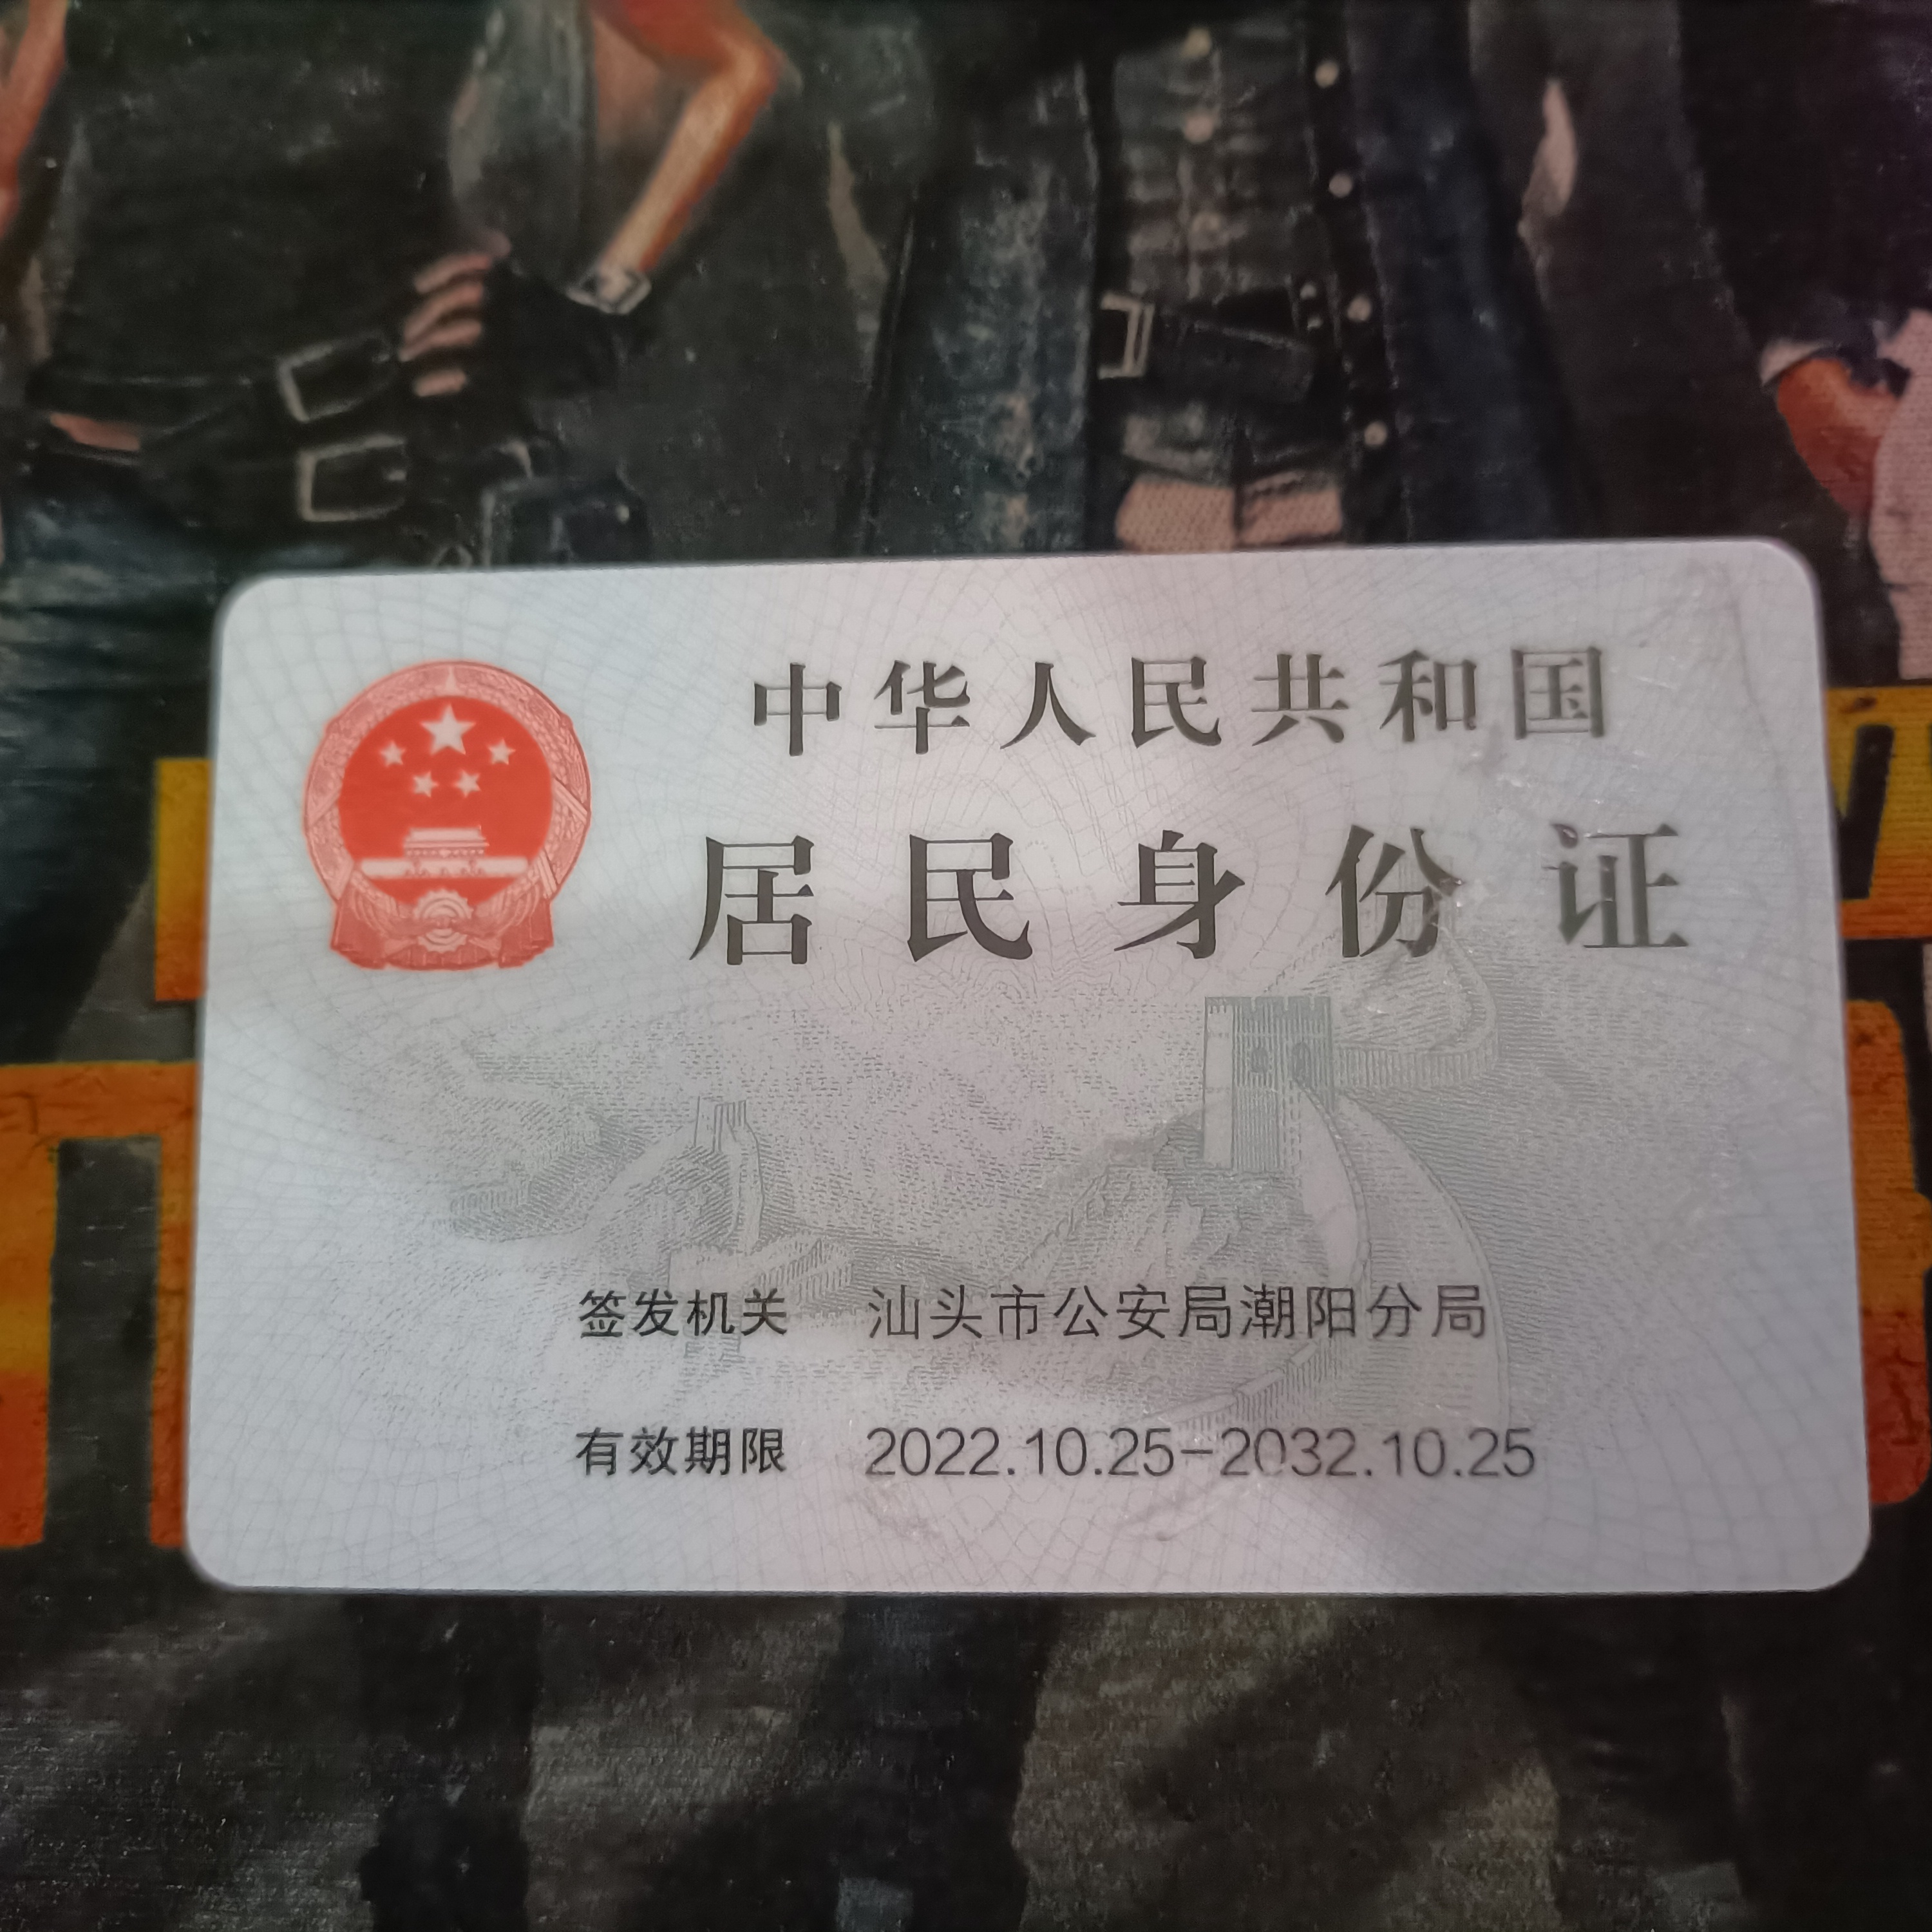 中华人民共和国
居民身份证
签发机关 汕头市公安局潮阳分局
有效期限 2022.10.25-2032.10.25